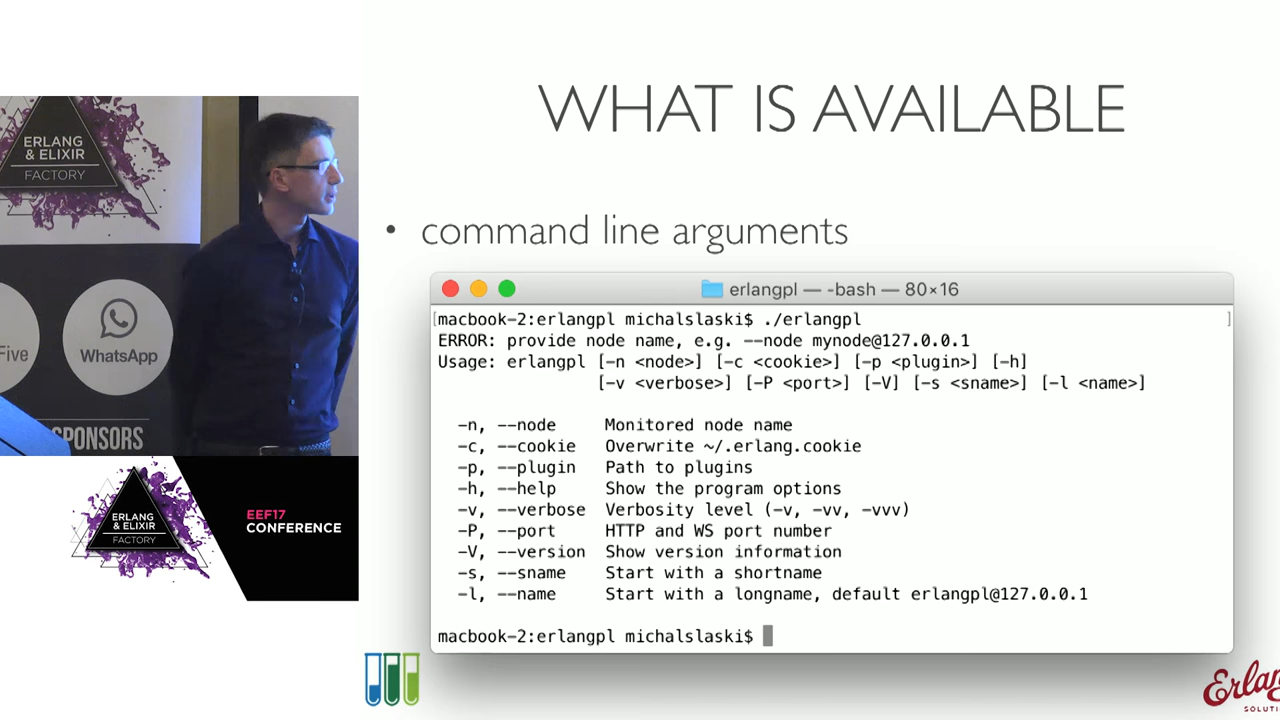 WHAT IS AVAILABLE
• command line arguments
erlangpl — -bash — 80×16
[macbook-2:erlangpl michalslaski$ ./erlangpl ]
ERROR: provide node name, e.g. --node mynode@127.0.0.1
Usage: erlangpl [-n <node>] [-c <cookie>] [-p <plugin>] [-h]
[-v <verbose>] [-P <port>] [-V] [-s <sname>] [-l <name>]
-n, --node Monitored node name
-c, --cookie Overwrite ~/.erlang.cookie
-p, --plugin Path to plugins
-h, --help Show the program options
-v, --verbose Verbosity level (-v, -vv, -vvv)
-P, --port HTTP and WS port number
-V, --version Show version information
-s, --sname Start with a shortname
-l, --name Start with a longname, default erlangpl@127.0.0.1
macbook-2:erlangpl michalslaski$
ERLANG
& ELIXIR
FACTORY
Five
WhatsApp
SPONSORS
ERLANG
& ELIXIR
FACTORY
EEF17
CONFERENCE